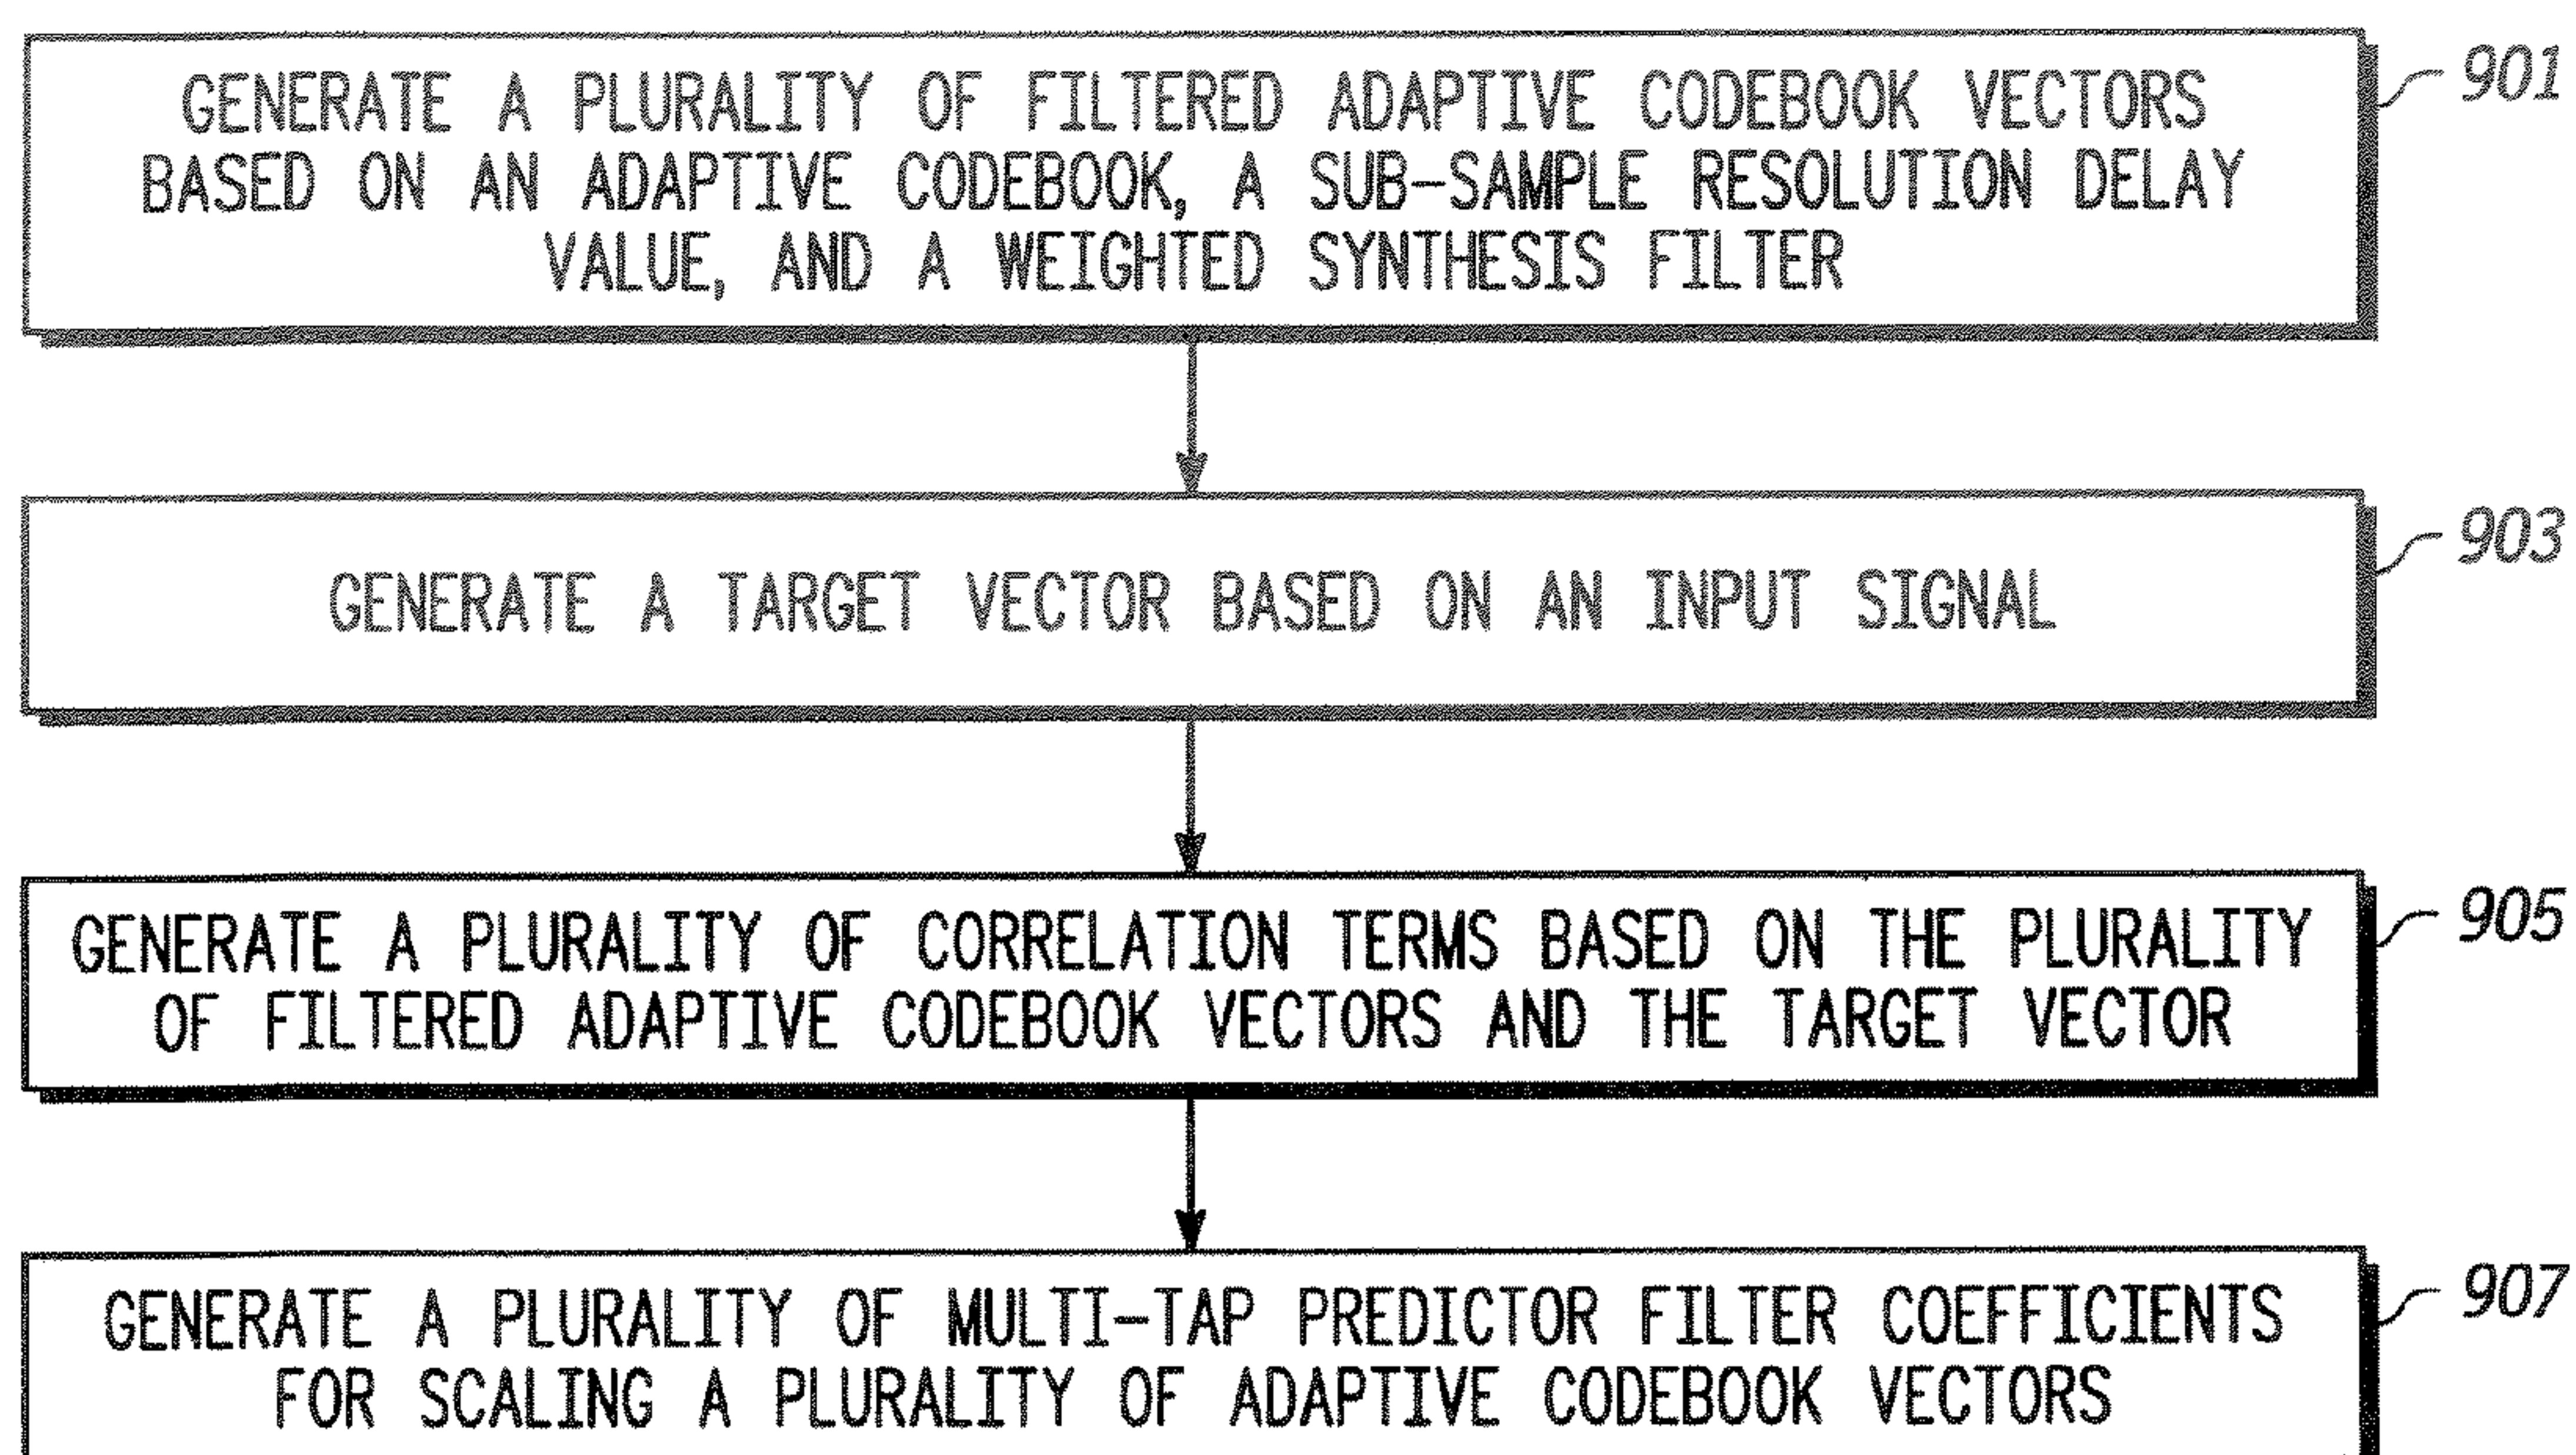 GENERATE A PLURALITY OF FILTERED ADAPTIVE CODEBOOK VECTORS
BASED ON AN ADAPTIVE CODEBOOK, A SUB-SAMPLE RESOLUTION DELAY
VALUE, AND A WEIGHTED SYNTHESIS FILTER
901
GENERATE A TARGET VECTOR BASED ON AN INPUT SIGNAL
903
GENERATE A PLURALITY OF CORRELATION TERMS BASED ON THE PLURALITY
OF FILTERED ADAPTIVE CODEBOOK VECTORS AND THE TARGET VECTOR
905
GENERATE A PLURALITY OF MULTI-TAP PREDICTOR FILTER COEFFICIENTS
FOR SCALING A PLURALITY OF ADAPTIVE CODEBOOK VECTORS
907